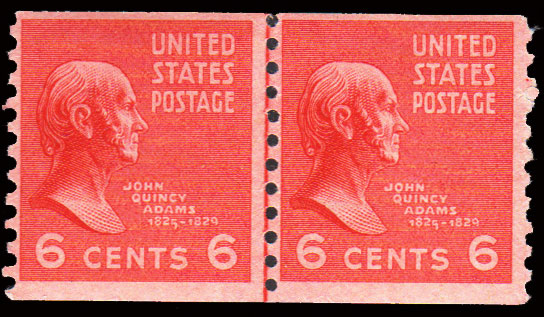 UNITED
STATES
POSTAGE
JOHN
QUINCY
ADAMS
1825-1829
6 CENTS 6
UNITED
STATES
POSTAGE
JOHN
QUINCY
ADAMS
1825-1829
6 CENTS 6